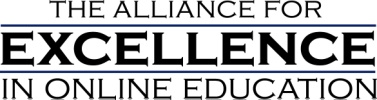 THE ALLIANCE FOR
EXCELLENCE
IN ONLINE EDUCATION